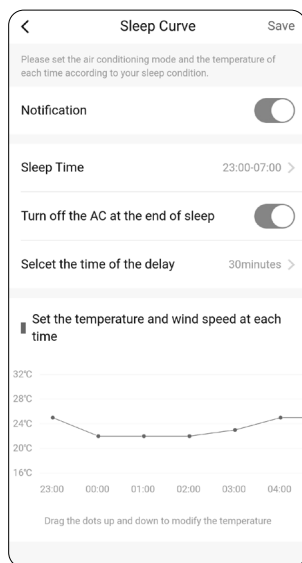 Sleep Curve Save
Please set the air conditioning mode and the temperature of
each time according to your sleep condition.
Notification
Sleep Time 23:00-07:00
Turn off the AC at the end of sleep
Selcet the time of the delay 30minutes
Set the temperature and wind speed at each
time
32℃
28℃
24℃
20℃
16℃
23:00 00:00 01:00 02:00 03:00 04:00
Drag the dots up and down to modify the temperature